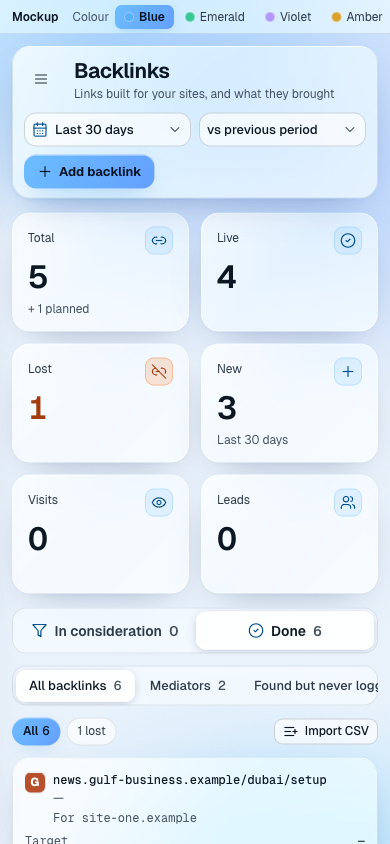 Mockup Colour Blue Emerald Violet Amber
Backlinks
Links built for your sites, and what they brought
Last 30 days vs previous period
Add backlink
Total Live
5 4
+ 1 planned
Lost New
1 3
Last 30 days
Visits Leads
0 0
In consideration 0 Done 6
All backlinks 6 Mediators 2 Found but never logg
All 6 1 lost Import CSV
G news.gulf-business.example/dubai/setup
—
For site-one.example
Target –